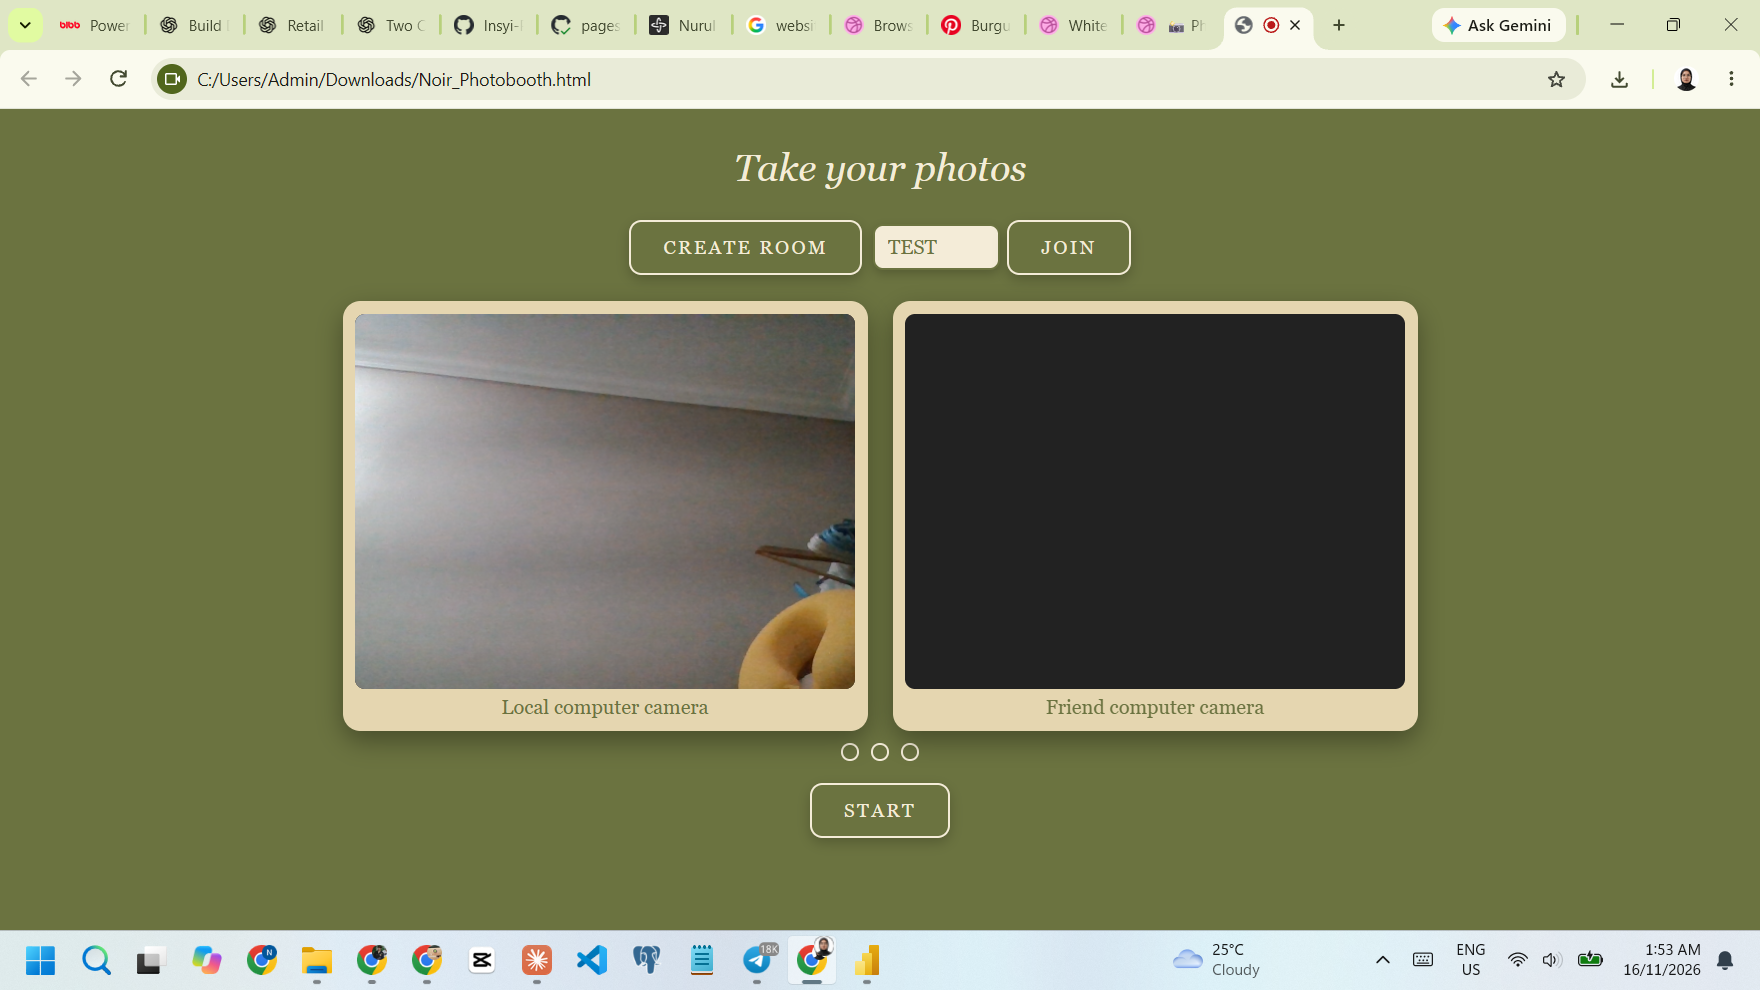 blbb Power
Build
Retail
Two
Insyi-
pages
Nurul
websi
Brows
Burgu
White
Ph
Ask Gemini
C:/Users/Admin/Downloads/Noir_Photobooth.html
Take your photos
CREATE ROOM
TEST
JOIN
Local computer camera
Friend computer camera
START
N
18K
25°C
Cloudy
ENG
US
1:53 AM
16/11/2026